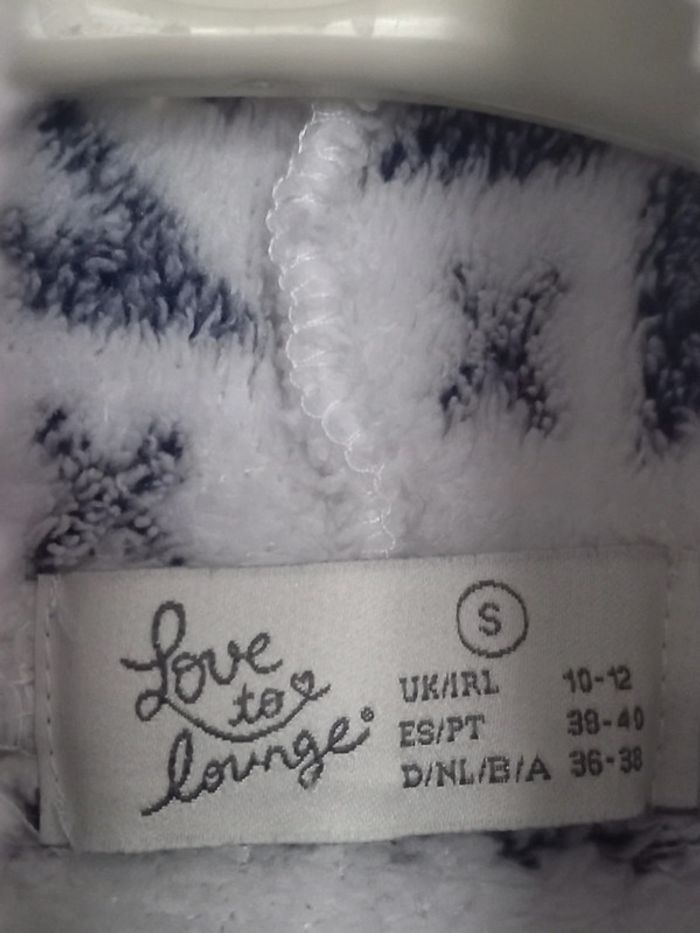 Love
to
lounge
S
UK/IRL 10-12
ES/PT 38-40
D/NL/B/A 36-38